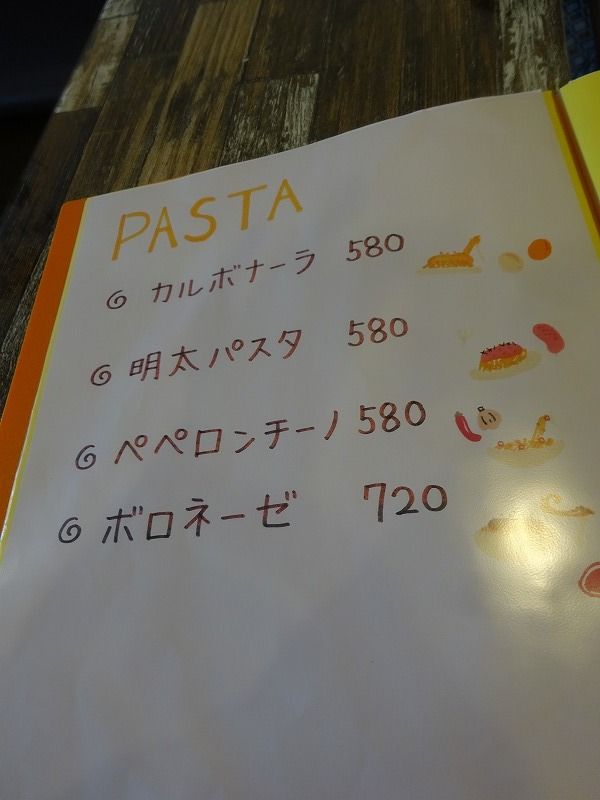 PASTA
カルボナーラ 580
明太パスタ 580
ペペロンチーノ 580
ボロネーゼ 720